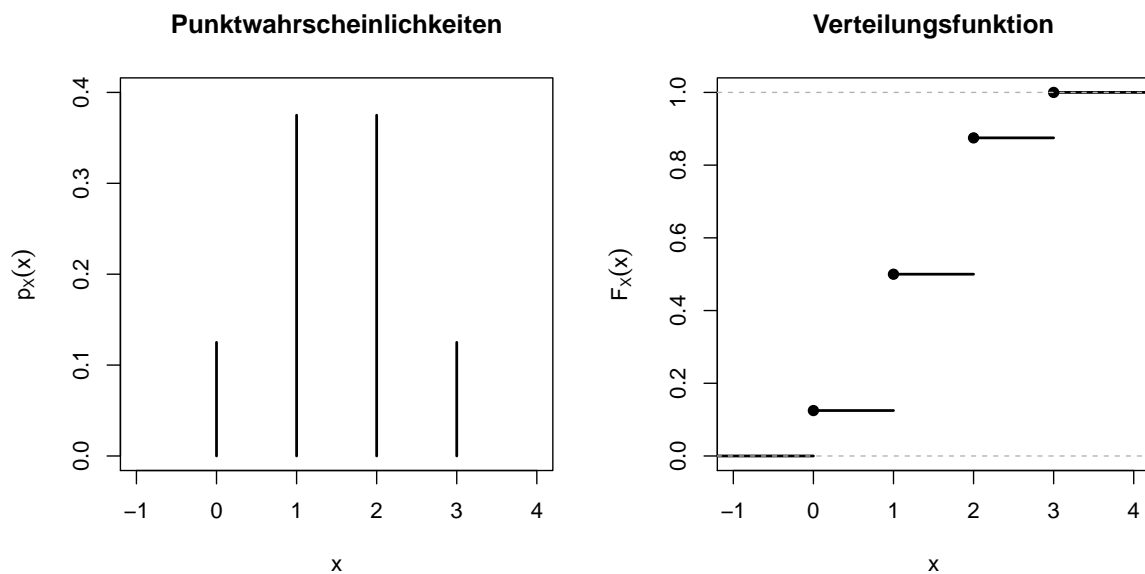 Punktwahrscheinlichkeiten
pX(x)
0.4
0.3
0.2
0.1
0.0
−1 0 1 2 3 4
x
Verteilungsfunktion
FX(x)
1.0
0.8
0.6
0.4
0.2
0.0
−1 0 1 2 3 4
x